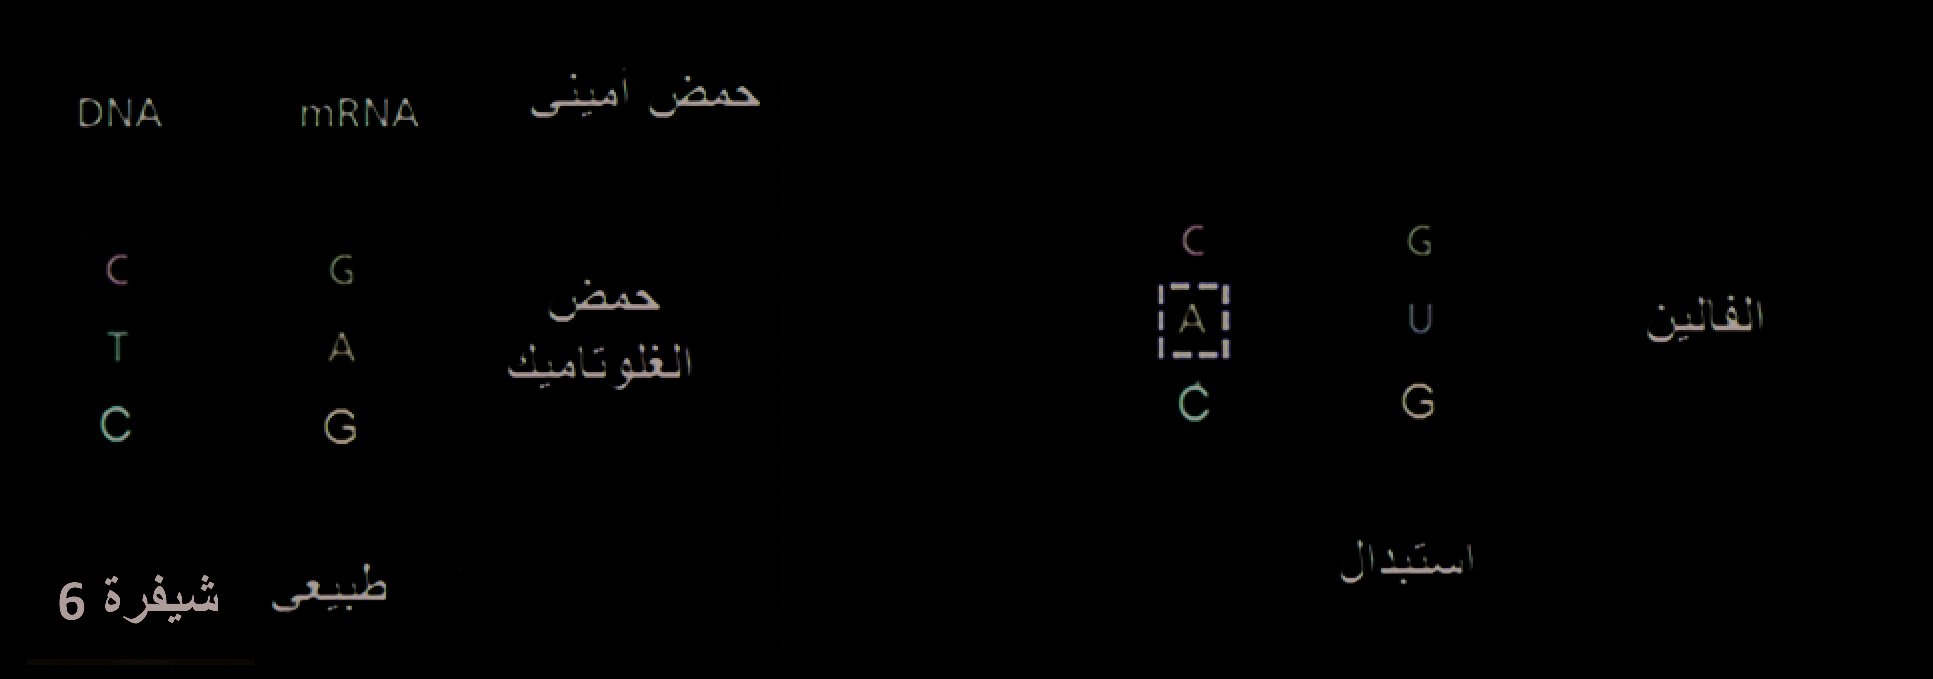 DNA mRNA حمض أمينى
C G
T A
C G
حمض
الغلوتاميك
شيفرة 6 طبيعى
C G
A U
C G
الفالين
استبدال